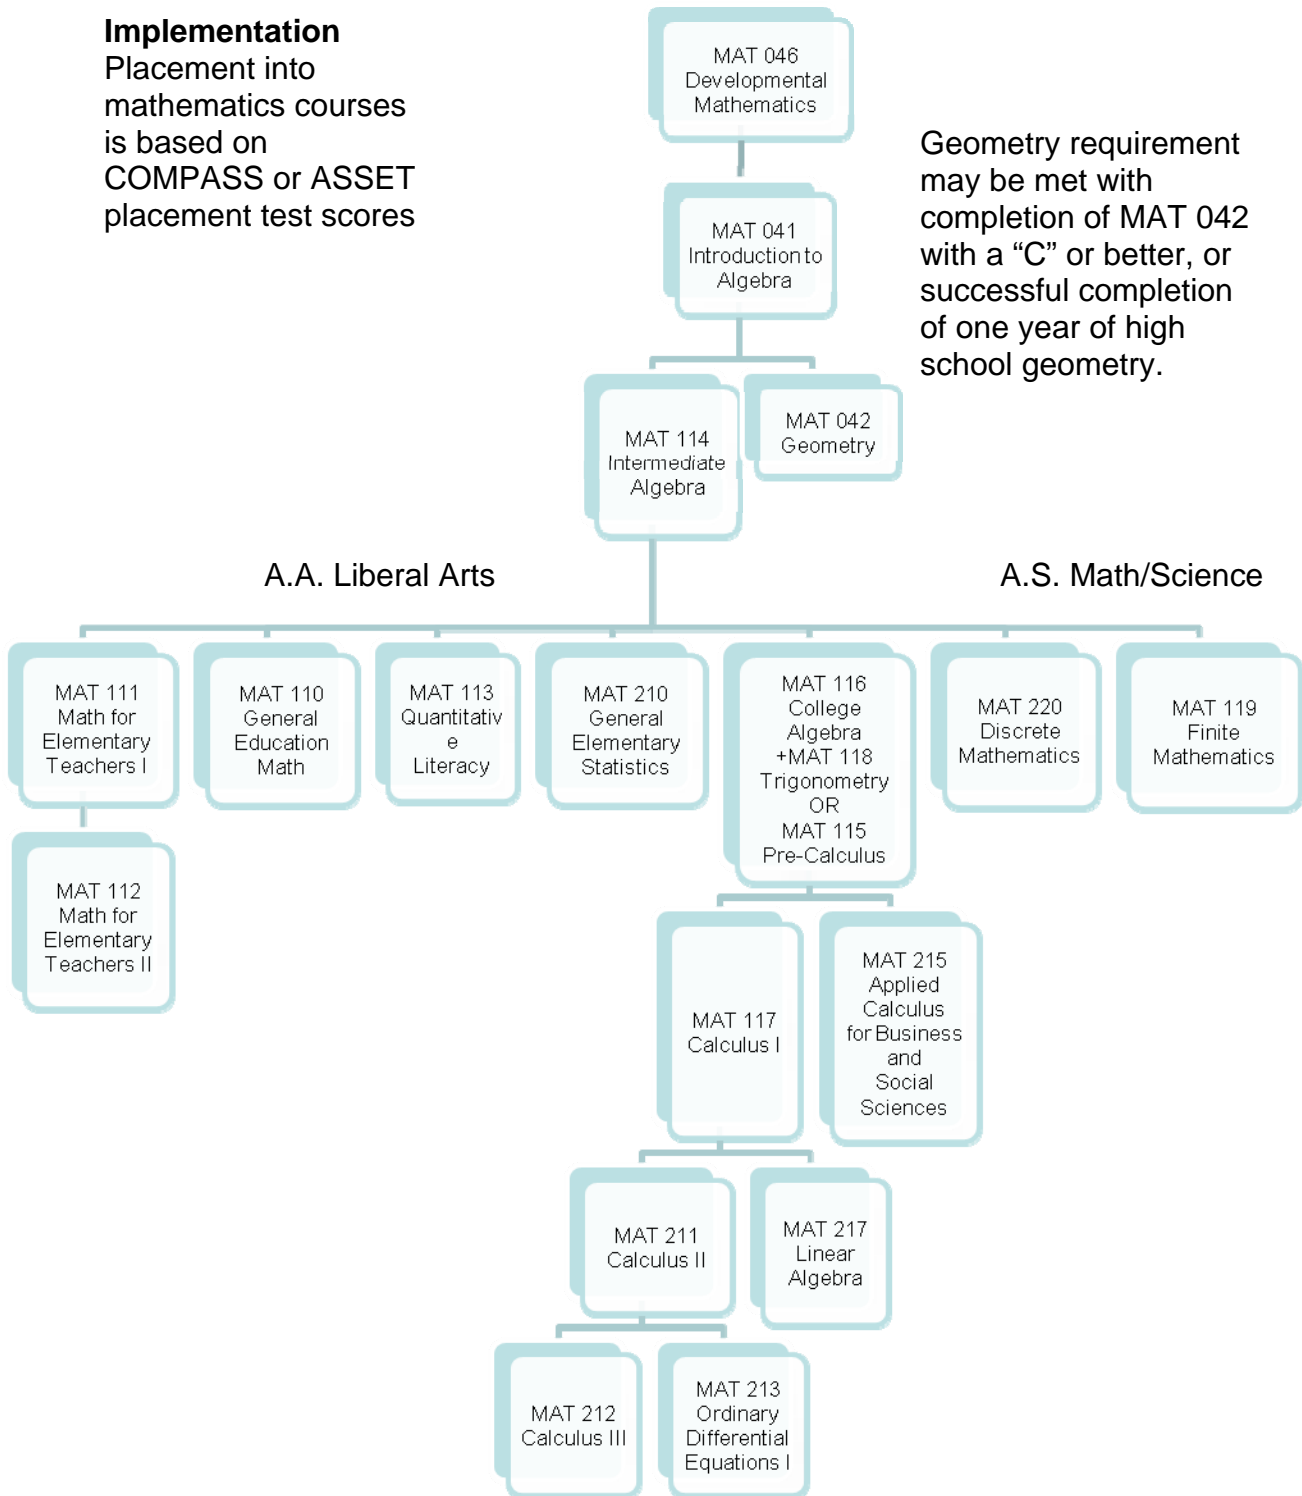 Implementation
Placement into
mathematics courses
is based on
COMPASS or ASSET
placement test scores
MAT 046
Developmental
Mathematics
Geometry requirement
may be met with
completion of MAT 042
with a “C” or better, or
successful completion
of one year of high
school geometry.
MAT 041
Introduction to
Algebra
MAT 114
Intermediate
Algebra
MAT 042
Geometry
A.A. Liberal Arts
A.S. Math/Science
MAT 111
Math for
Elementary
Teachers I
MAT 110
General
Education
Math
MAT 113
Quantitativ
e
Literacy
MAT 210
General
Elementary
Statistics
MAT 116
College
Algebra
+MAT 118
Trigonometry
OR
MAT 115
Pre-Calculus
MAT 220
Discrete
Mathematics
MAT 119
Finite
Mathematics
MAT 112
Math for
Elementary
Teachers II
MAT 117
Calculus I
MAT 215
Applied
Calculus
for Business
and
Social
Sciences
MAT 211
Calculus II
MAT 217
Linear
Algebra
MAT 212
Calculus III
MAT 213
Ordinary
Differential
Equations I